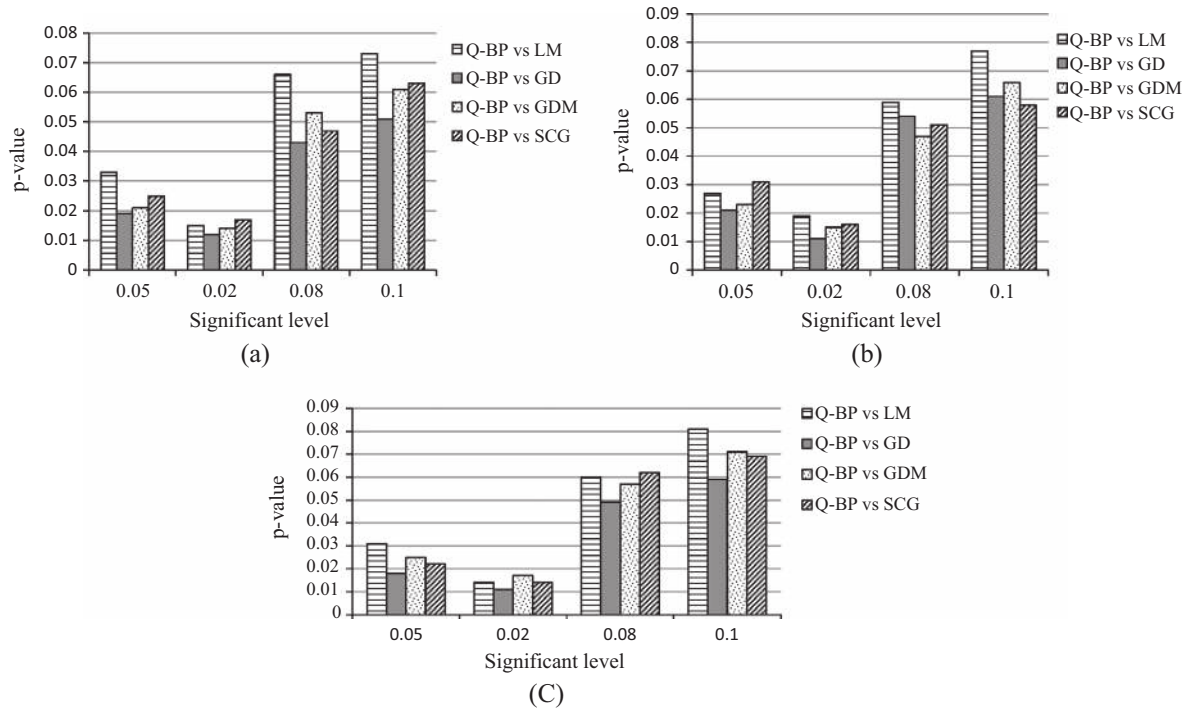 0.08
0.07
0.06
0.05
0.04
0.03
0.02
0.01
0
p-value
0.05 0.02 0.08 0.1
Significant level
Q-BP vs LM
Q-BP vs GD
Q-BP vs GDM
Q-BP vs SCG
(a)
0.09
0.08
0.07
0.06
0.05
0.04
0.03
0.02
0.01
0
p-value
0.05 0.02 0.08 0.1
Significant level
Q-BP vs LM
Q-BP vs GD
Q-BP vs GDM
Q-BP vs SCG
(b)
0.09
0.08
0.07
0.06
0.05
0.04
0.03
0.02
0.01
0
p-value
0.05 0.02 0.08 0.1
Significant level
Q-BP vs LM
Q-BP vs GD
Q-BP vs GDM
Q-BP vs SCG
(C)